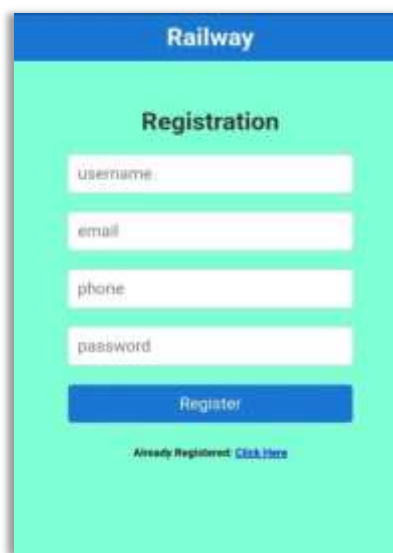 Railway
Registration
username
email
phone
password
Register
Already Registered: Click Here